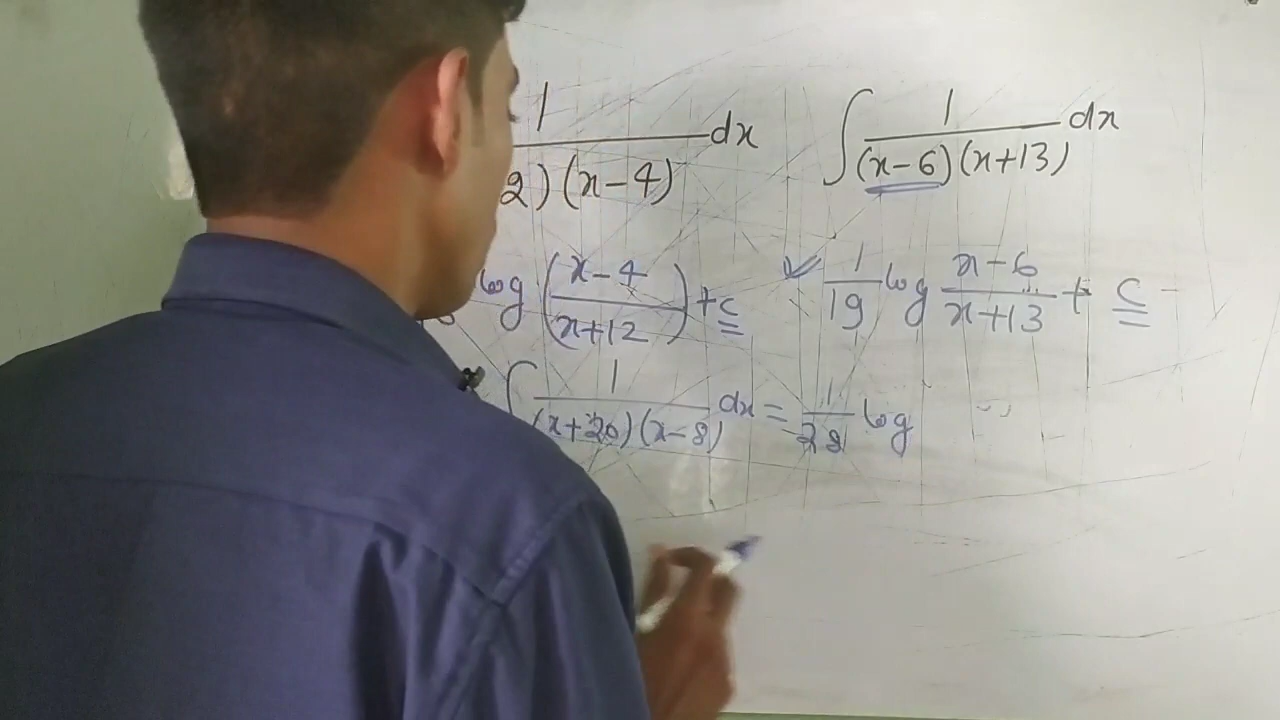 1/2)(x-4) dx
∫ 1/(x-6)(x+13) dx
log (x-4/x+12) + c
1/19 log x-6/x+13 + c
∫ 1/(x+20)(x-8) dx = 1/28 log